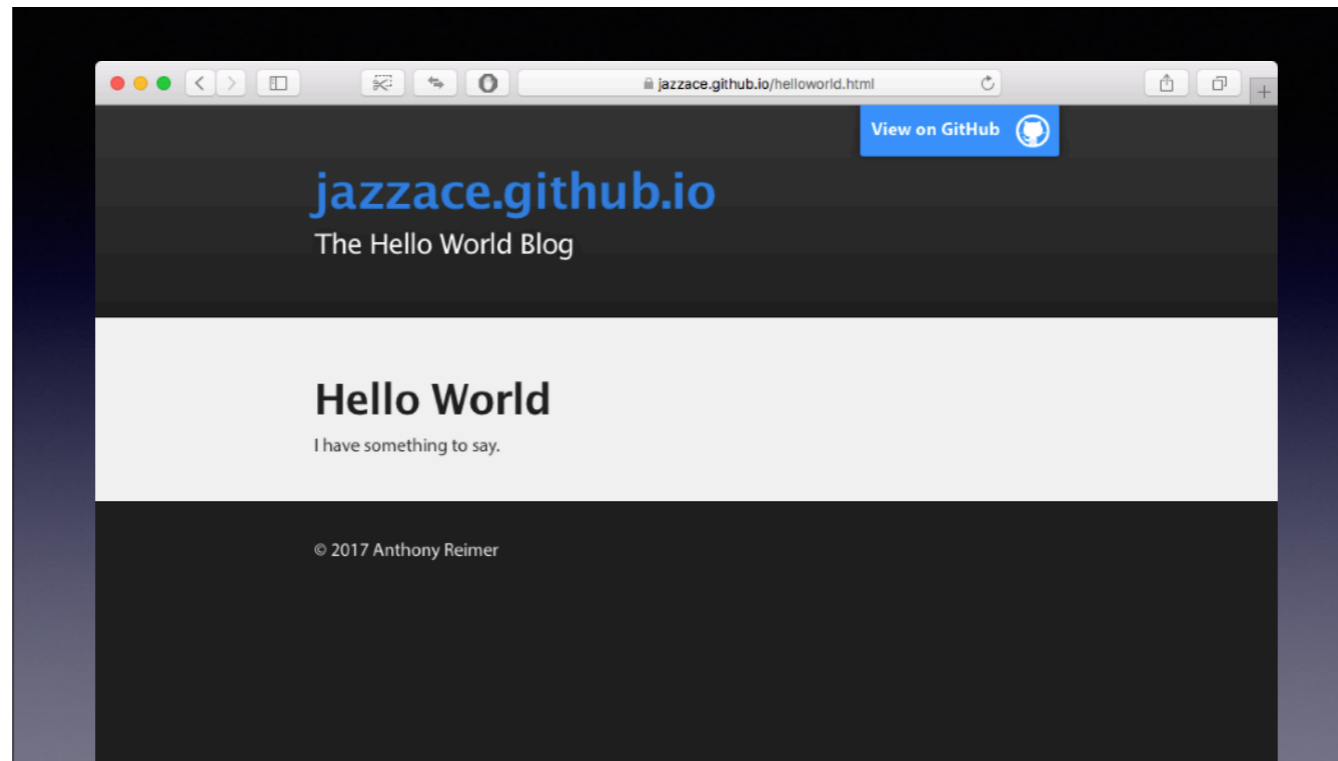 jazzace.github.io/helloworld.html
View on GitHub
jazzace.github.io
The Hello World Blog
Hello World
I have something to say.
© 2017 Anthony Reimer